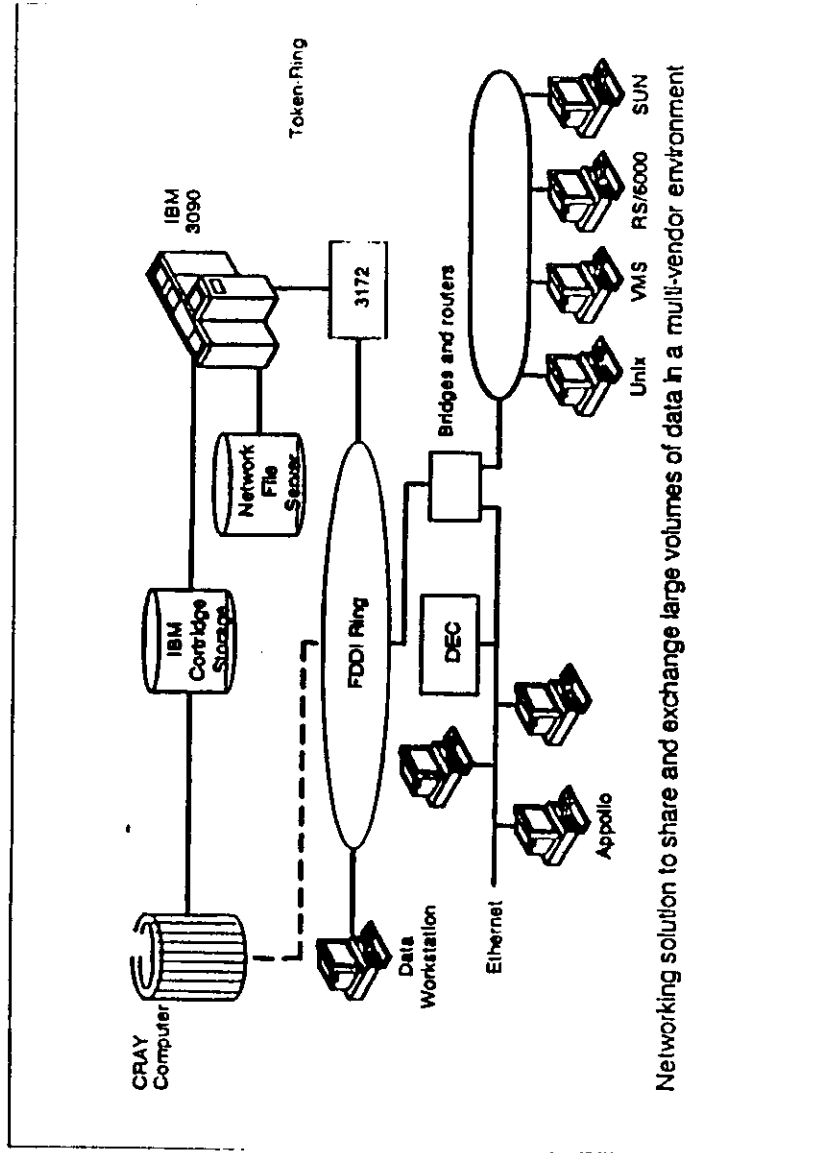 CRAY
Computer
IBM
Cortridge
Storage
IBM
3090
Network
File
Server
3172
Token-Ring
FDDI Ring
Data
Workstation
Bridges and routers
DEC
Ethernet
Appollo
Unix
VMS
RS/6000
SUN
Networking solution to share and exchange large volumes of data in a multi-vendor environment